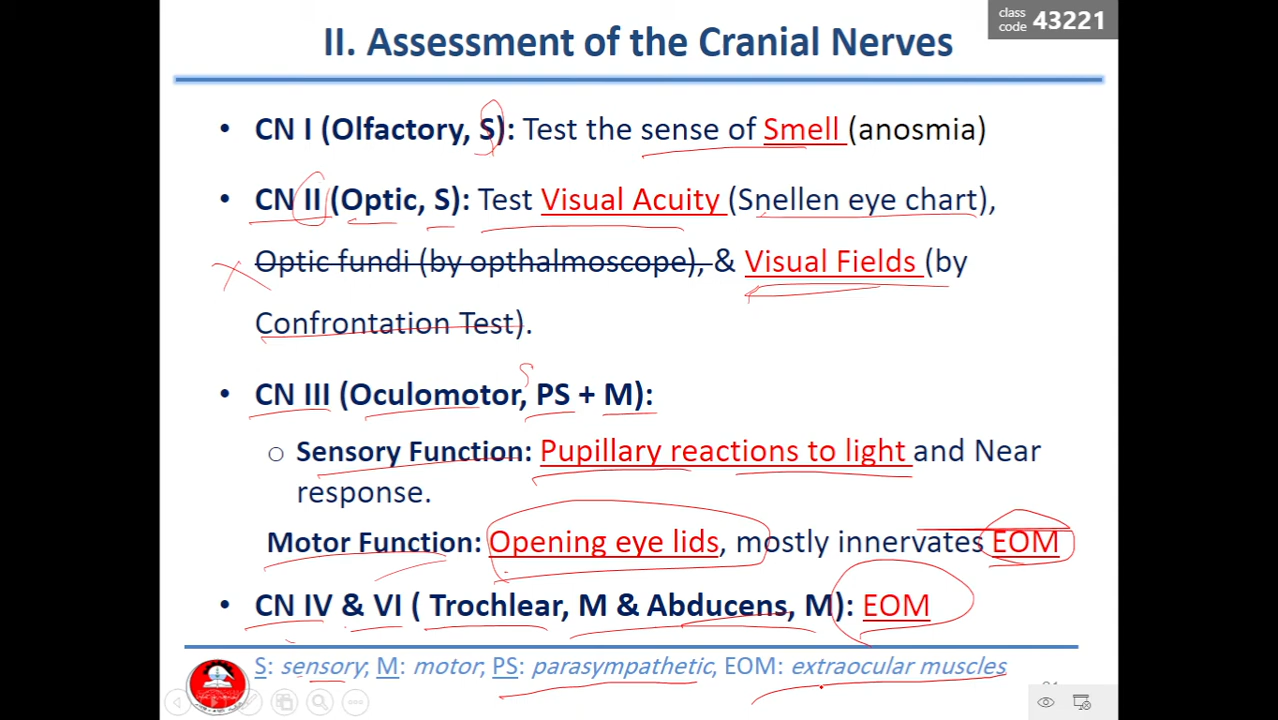 class
code 43221
II. Assessment of the Cranial Nerves
• CN I (Olfactory, S): Test the sense of Smell (anosmia)
• CN II (Optic, S): Test Visual Acuity (Snellen eye chart),
Optic fundi (by opthalmoscope), & Visual Fields (by
Confrontation Test).
S
• CN III (Oculomotor, PS + M):
○ Sensory Function: Pupillary reactions to light and Near
response.
Motor Function: Opening eye lids, mostly innervates EOM
• CN IV & VI ( Trochlear, M & Abducens, M): EOM
S: sensory; M: motor; PS: parasympathetic, EOM: extraocular muscles